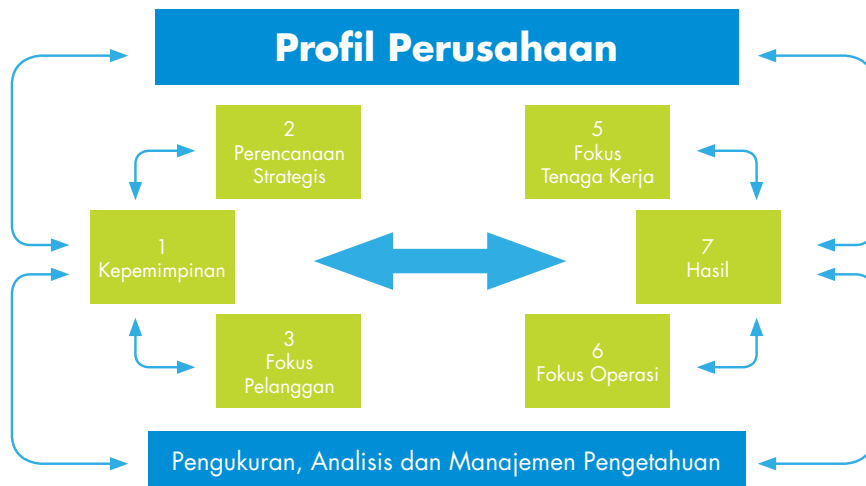 Profil Perusahaan
2
Perencanaan
Strategis
5
Fokus
Tenaga Kerja
1
Kepemimpinan
7
Hasil
3
Fokus
Pelanggan
6
Fokus Operasi
Pengukuran, Analisis dan Manajemen Pengetahuan